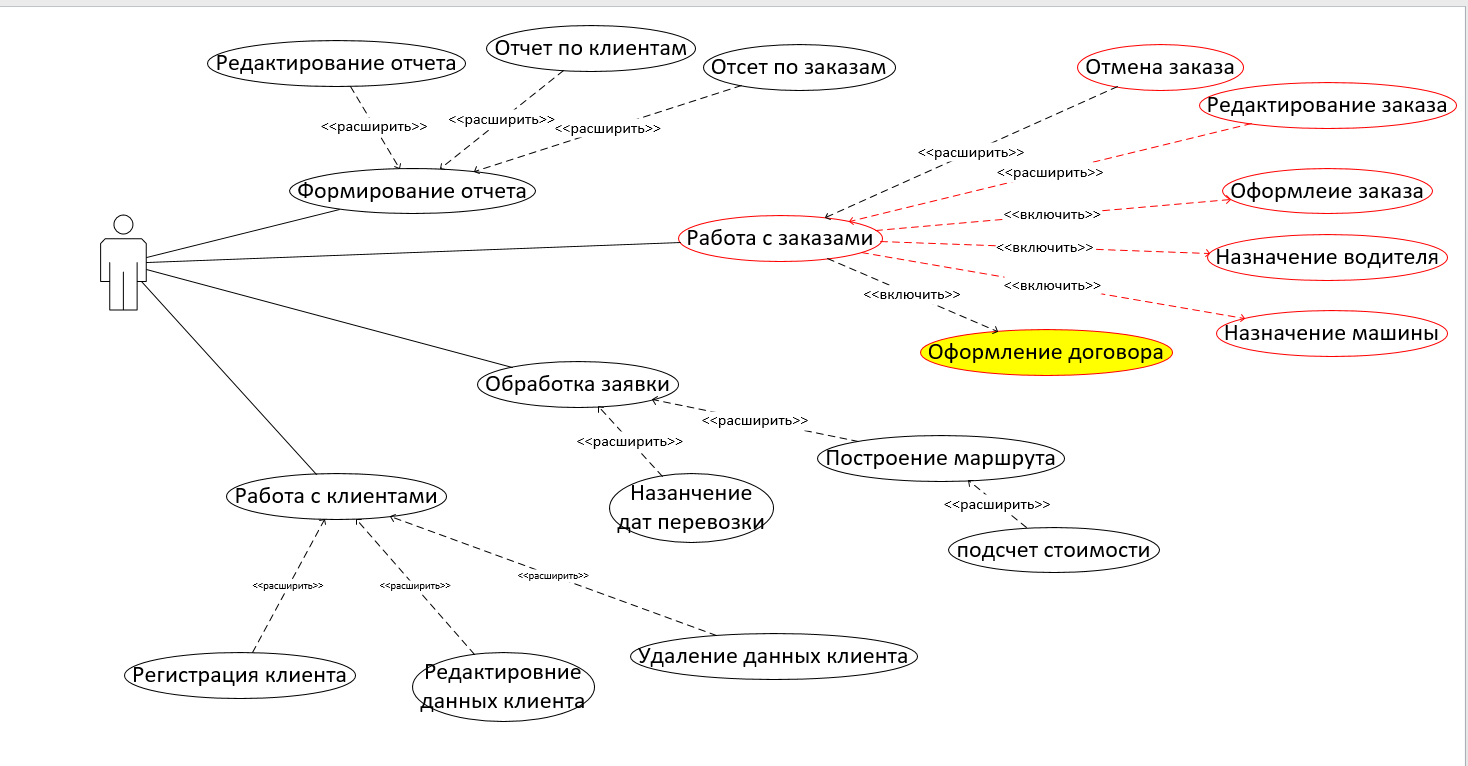 Редактирование отчета
Отчет по клиентам
Отсет по заказам
Отмена заказа
Редактирование заказа
<<расширить>>
<<расширить>>
<<расширить>>
<<расширить>>
<<расширить>>
Формирование отчета
Оформлеие заказа
<<включить>>
Работа с заказами
<<включить>>
Назначение водителя
<<включить>>
<<включить>>
Назначение машины
Оформление договора
Обработка заявки
<<расширить>>
<<расширить>>
Построение маршрута
Работа с клиентами
Назанчение
дат перевозки
<<расширить>>
подсчет стоимости
<<расширить>>
<<расширить>>
<<расширить>>
Удаление данных клиента
Регистрация клиента
Редактировние
данных клиента